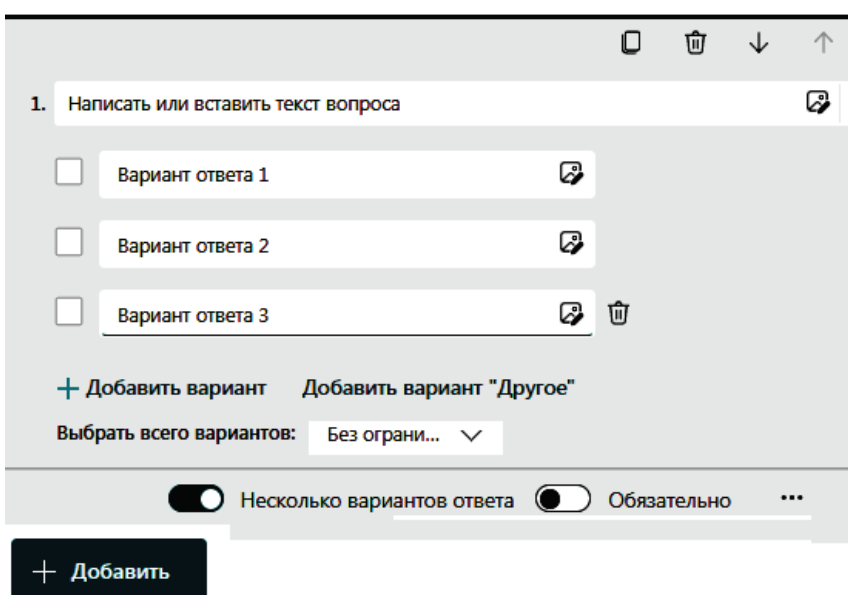 1. Написать или вставить текст вопроса
Вариант ответа 1
Вариант ответа 2
Вариант ответа 3
+ Добавить вариант Добавить вариант "Другое"
Выбрать всего вариантов: Без ограни...
Несколько вариантов ответа Обязательно ...
+ Добавить